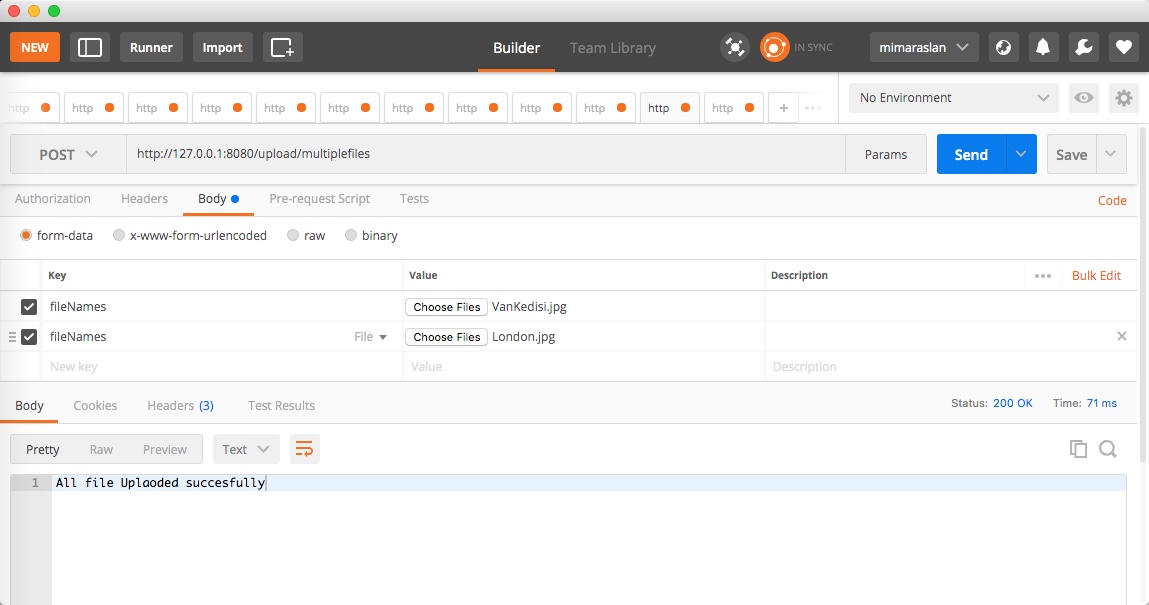 NEW Runner Import Builder Team Library IN SYNC mimaraslan
http http http http http http http http http http http http + No Environment
POST http://127.0.0.1:8080/upload/multiplefiles Params Send Save
Authorization Headers Body Pre-request Script Tests Code
form-data x-www-form-urlencoded raw binary
Key Value Description ••• Bulk Edit
fileNames Choose Files VanKedisi.jpg
fileNames File Choose Files London.jpg
New key Value Description
Body Cookies Headers (3) Test Results Status: 200 OK Time: 71 ms
Pretty Raw Preview Text
1 All file Uplaoded succesfully